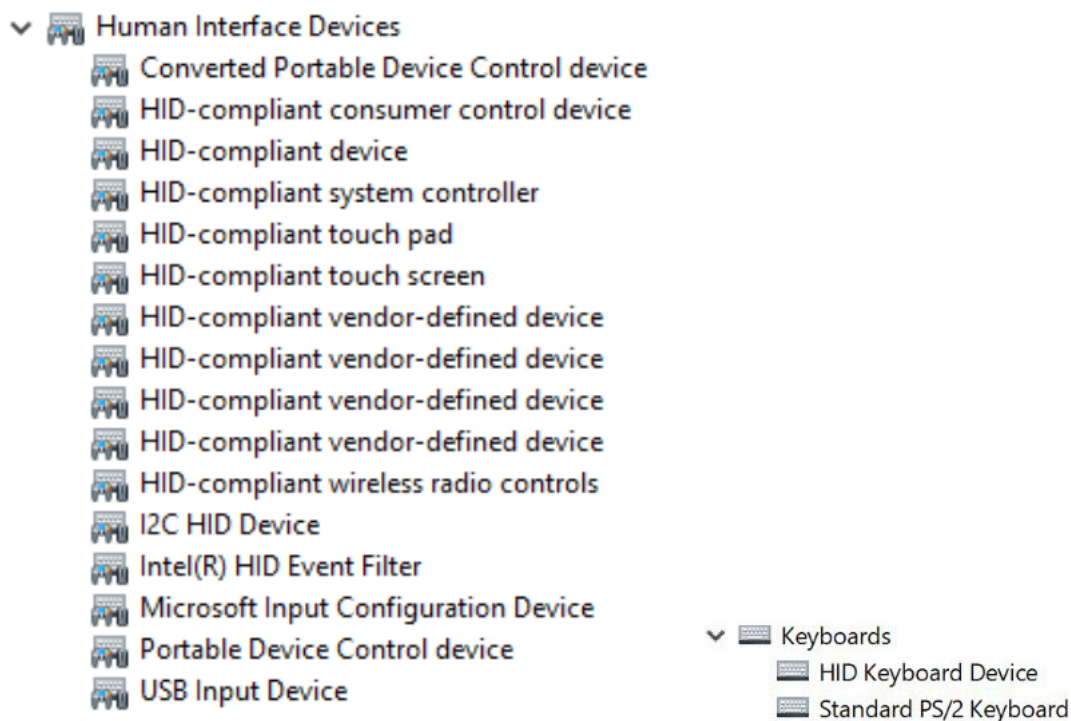 Human Interface Devices
Converted Portable Device Control device
HID-compliant consumer control device
HID-compliant device
HID-compliant system controller
HID-compliant touch pad
HID-compliant touch screen
HID-compliant vendor-defined device
HID-compliant vendor-defined device
HID-compliant vendor-defined device
HID-compliant vendor-defined device
HID-compliant wireless radio controls
I2C HID Device
Intel(R) HID Event Filter
Microsoft Input Configuration Device
Portable Device Control device
USB Input Device
Keyboards
HID Keyboard Device
Standard PS/2 Keyboard